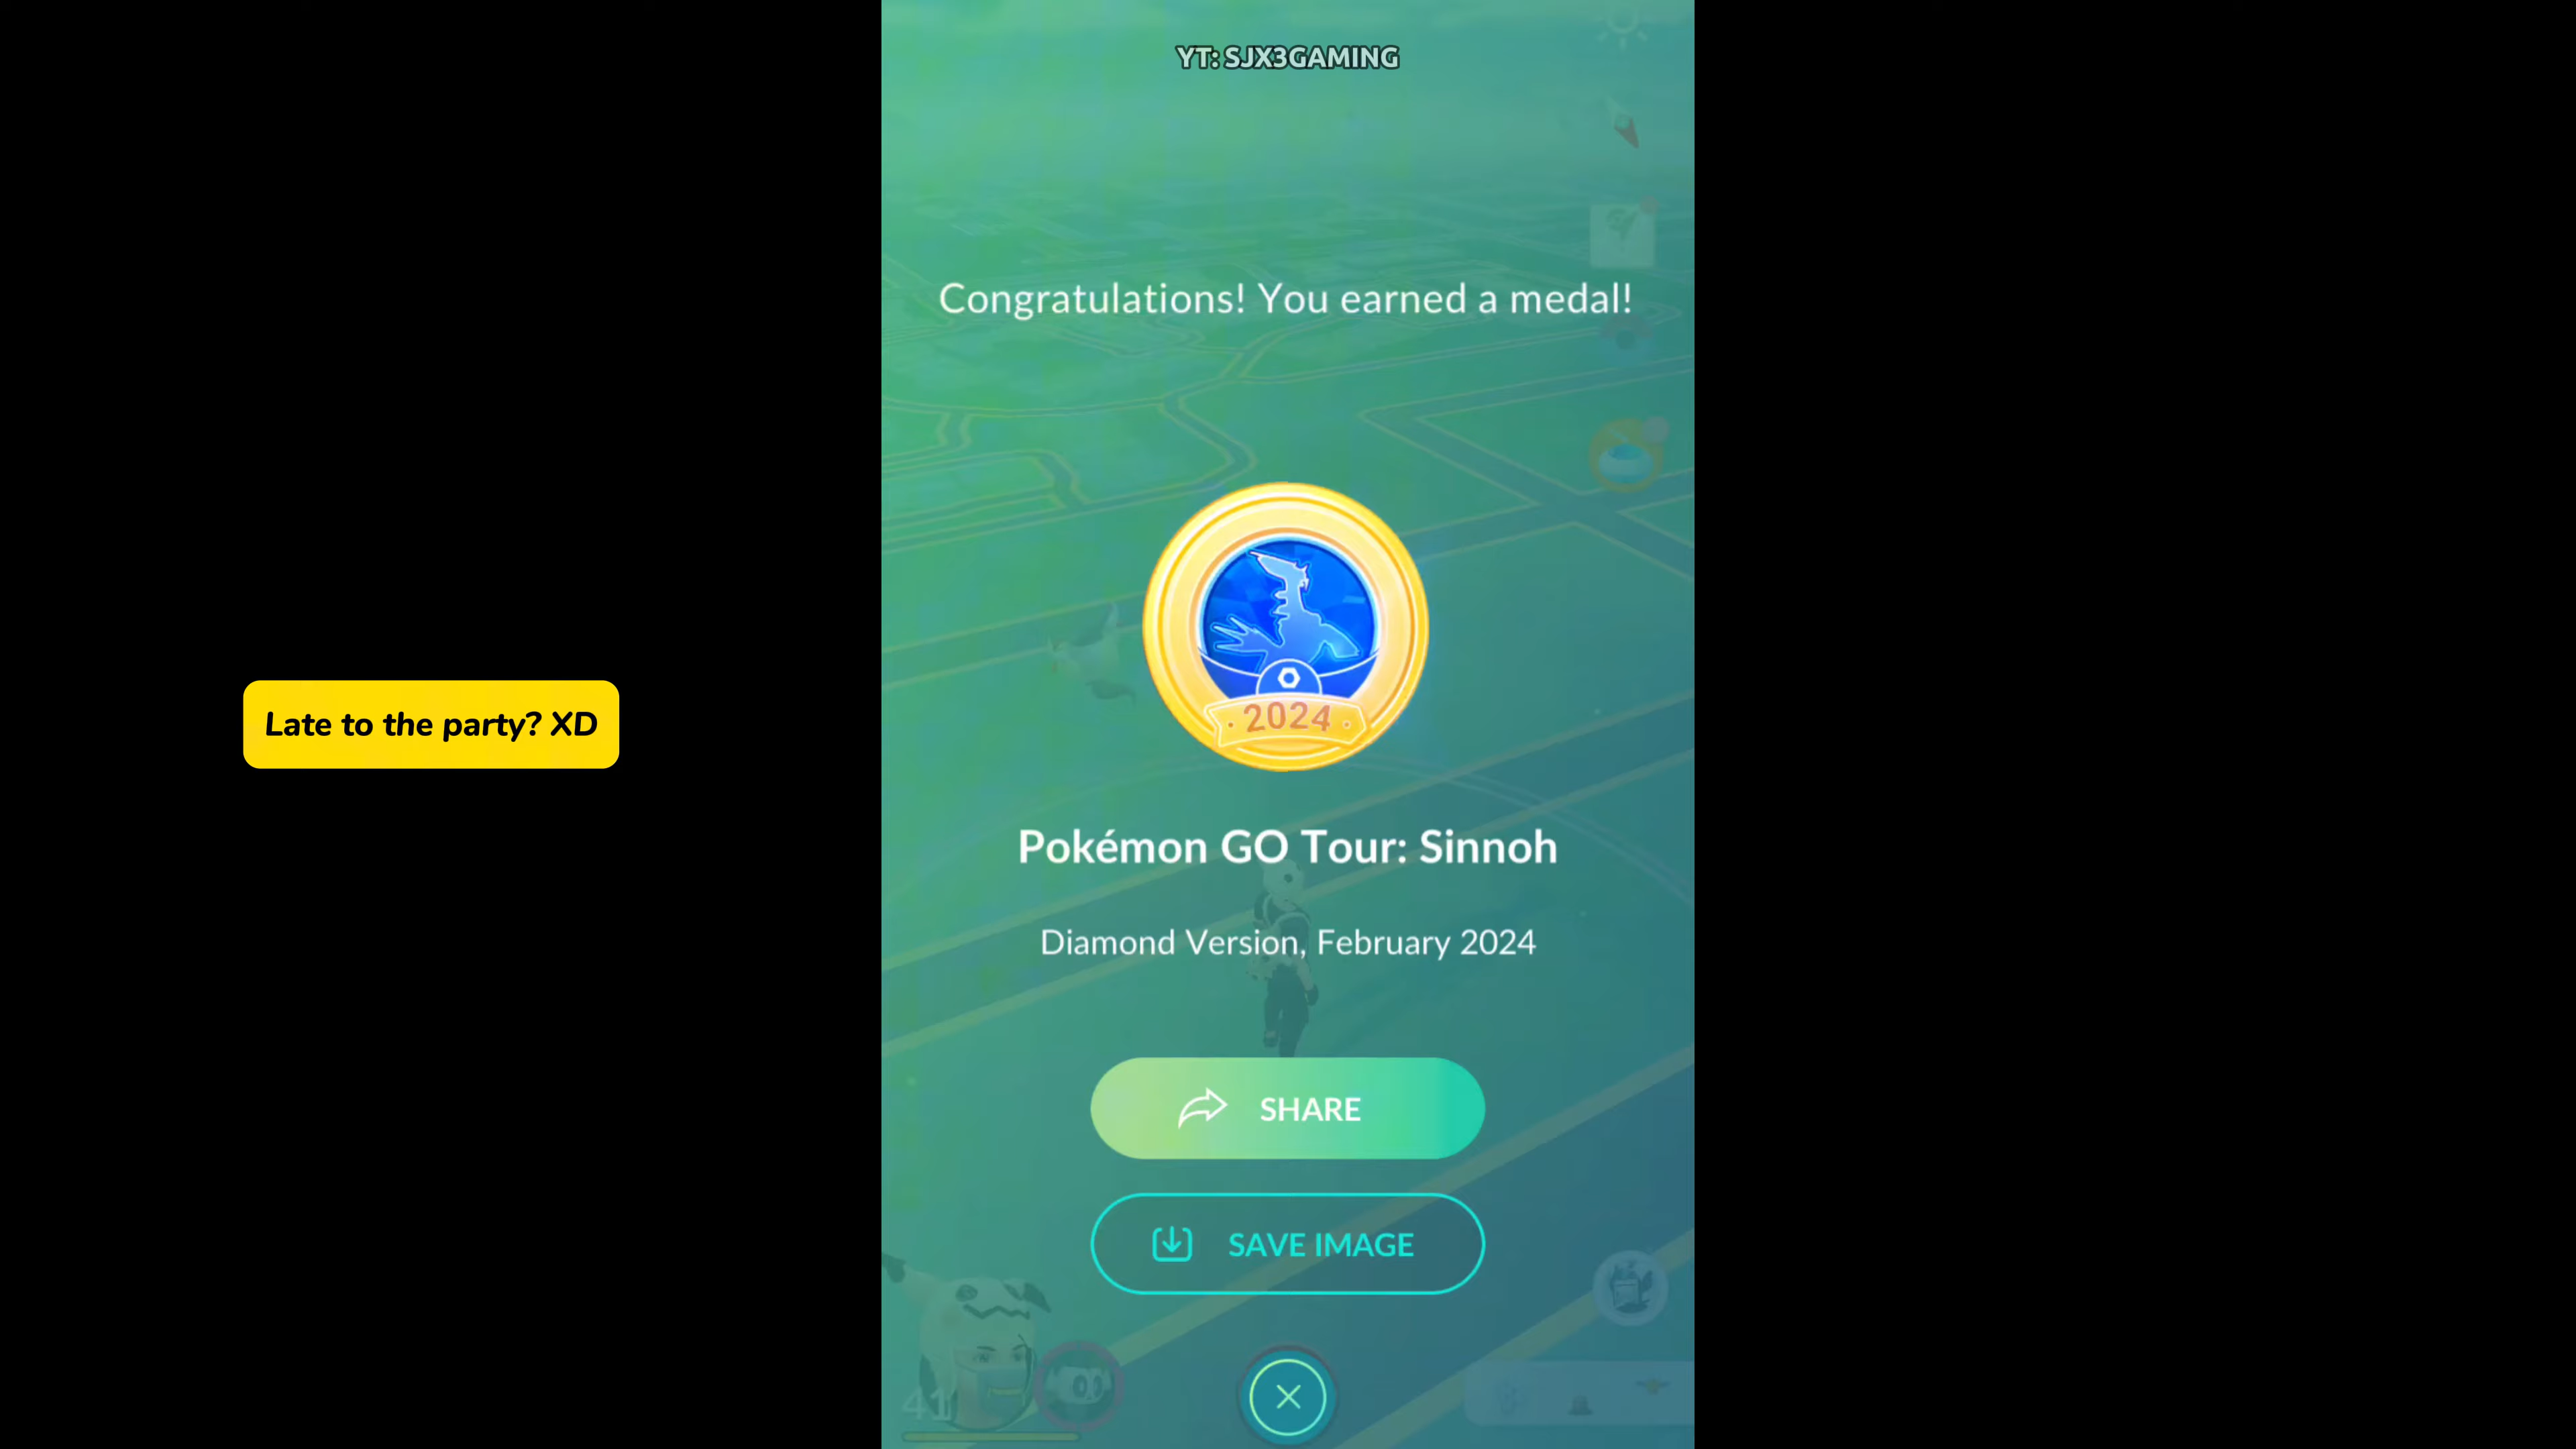 YT: SJX3GAMING
Congratulations! You earned a medal!
2024
Late to the party? XD
Pokémon GO Tour: Sinnoh
Diamond Version, February 2024
SHARE
SAVE IMAGE
41